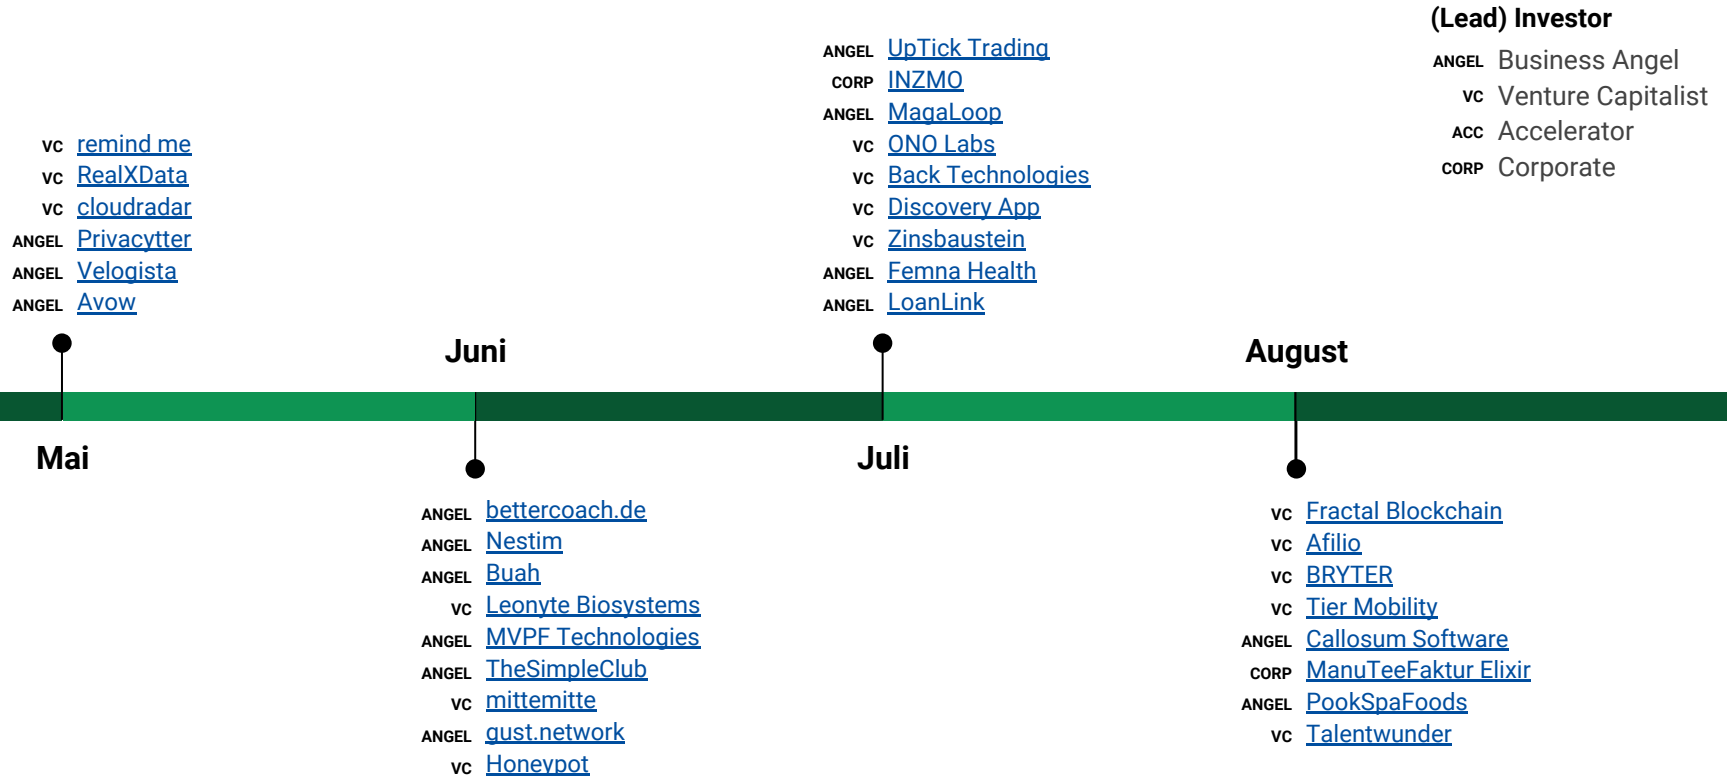 (Lead) Investor
ANGEL Business Angel
VC Venture Capitalist
ACC Accelerator
CORP Corporate
VC remind me
VC RealXData
VC cloudradar
ANGEL Privacytter
ANGEL Velogista
ANGEL Avow
Mai
Juni
ANGEL bettercoach.de
ANGEL Nestim
ANGEL Buah
VC Leonyte Biosystems
ANGEL MVPF Technologies
ANGEL TheSimpleClub
VC mittemitte
ANGEL gust.network
VC Honeypot
ANGEL UpTick Trading
CORP INZMO
ANGEL MagaLoop
VC ONO Labs
VC Back Technologies
VC Discovery App
VC Zinsbaustein
ANGEL Femna Health
ANGEL LoanLink
Juli
August
VC Fractal Blockchain
VC Afilio
VC BRYTER
VC Tier Mobility
ANGEL Callosum Software
CORP ManuTeeFaktur Elixir
ANGEL PookSpaFoods
VC Talentwunder